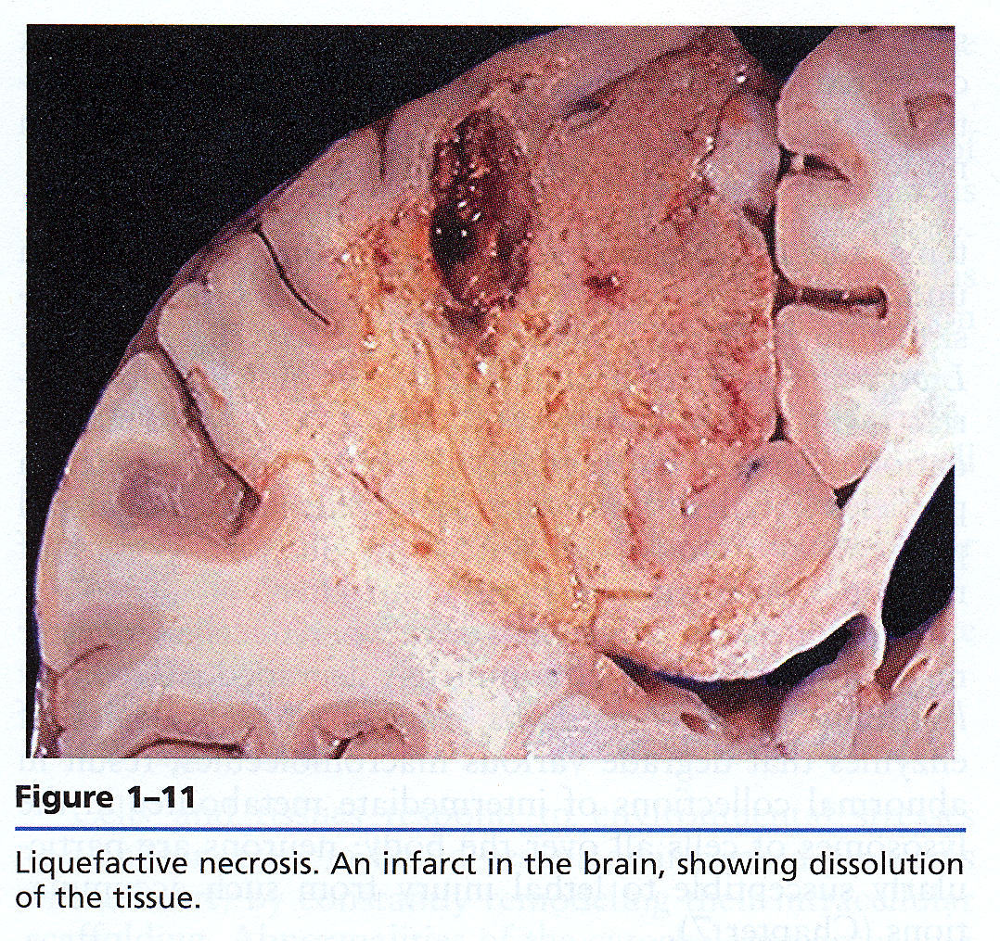 Figure 1–11
Liquefactive necrosis. An infarct in the brain, showing dissolution
of the tissue.